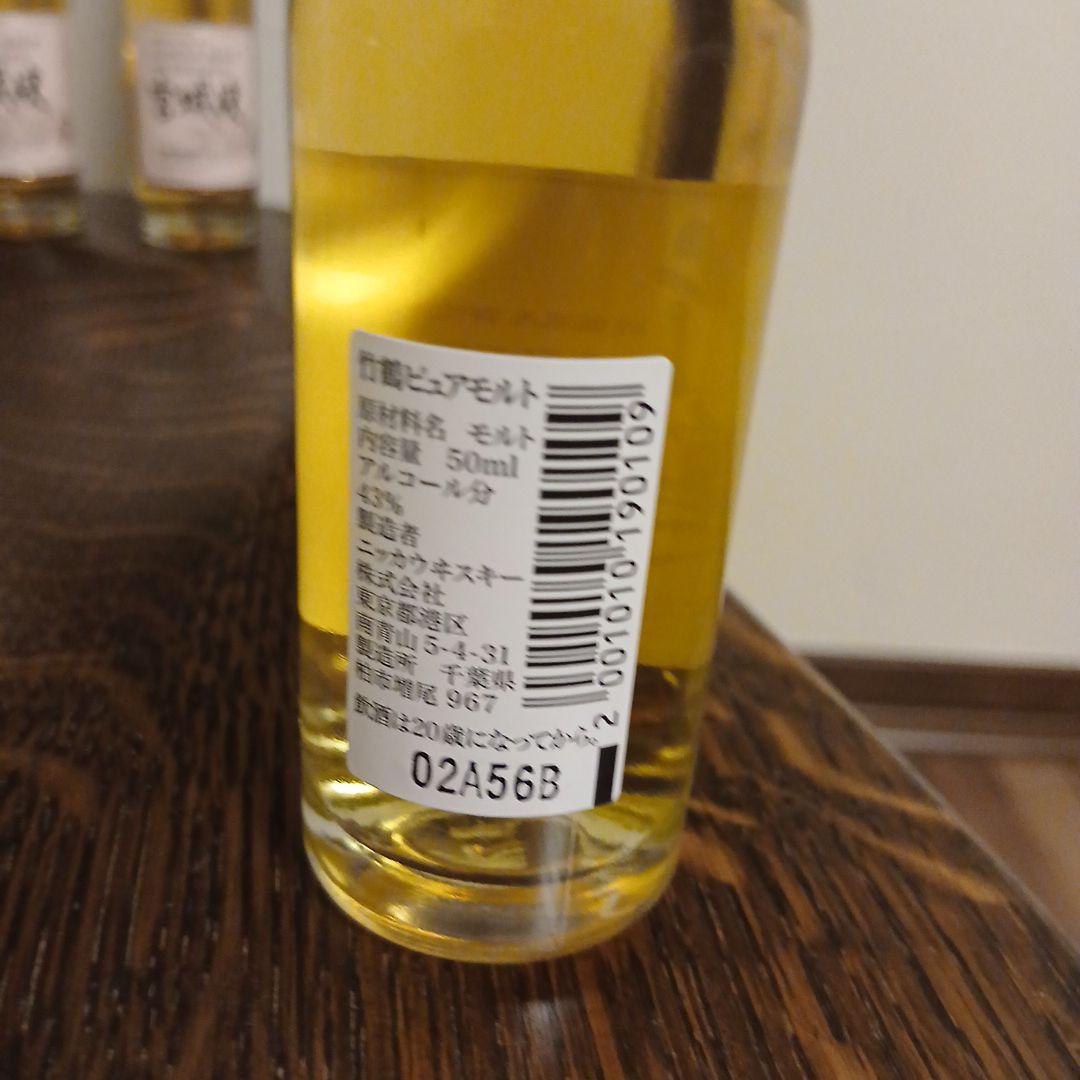 竹鶴ピュアモルト
原材料名 モルト
内容量 50ml
アルコール分
43%
製造者
ニッカウヰスキー
株式会社
東京都港区
南青山 5-4-31
製造所 千葉県
柏市増尾 967
飲酒は20歳になってから。
02A56B
2001010190109
宮城峡